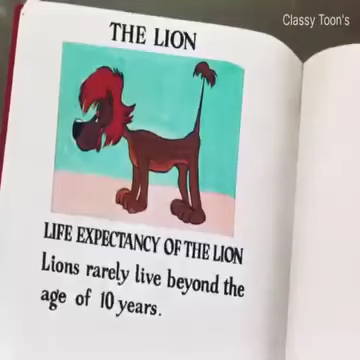 Classy Toon's
THE LION
LIFE EXPECTANCY OF THE LION
Lions rarely live beyond the
age of 10 years.